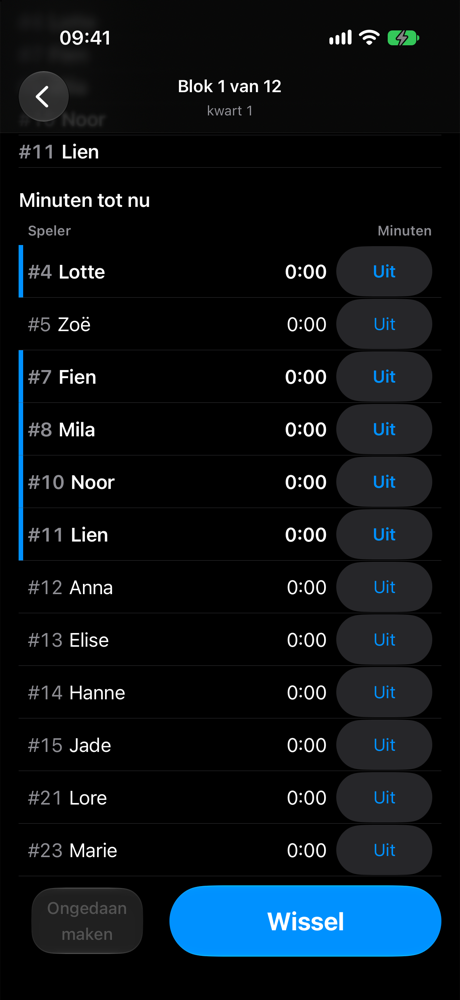 09:41
Blok 1 van 12
kwart 1
#11 Lien
Minuten tot nu
Speler Minuten
#4 Lotte 0:00 Uit
#5 Zoë 0:00 Uit
#7 Fien 0:00 Uit
#8 Mila 0:00 Uit
#10 Noor 0:00 Uit
#11 Lien 0:00 Uit
#12 Anna 0:00 Uit
#13 Elise 0:00 Uit
#14 Hanne 0:00 Uit
#15 Jade 0:00 Uit
#21 Lore 0:00 Uit
#23 Marie 0:00 Uit
Ongedaan
maken
Wissel